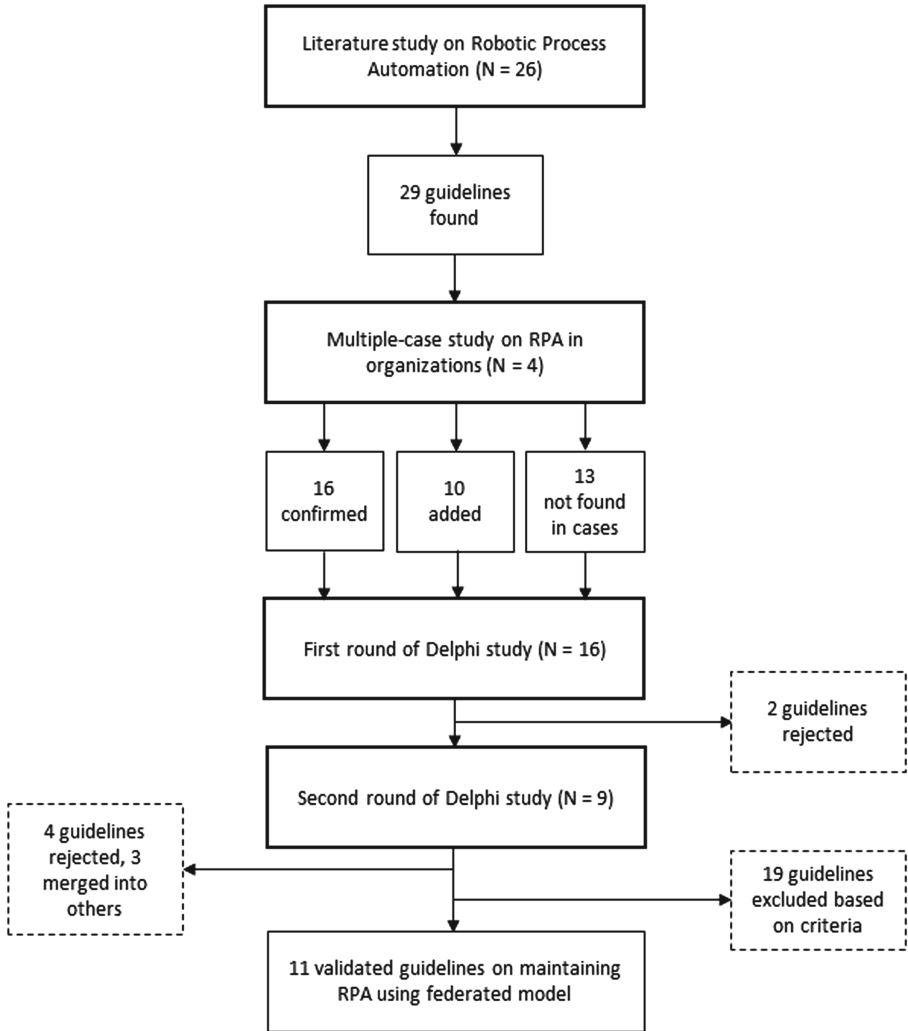 Literature study on Robotic Process
Automation (N = 26)
29 guidelines
found
Multiple-case study on RPA in
organizations (N = 4)
16
confirmed
10
added
13
not found
in cases
First round of Delphi study (N = 16)
2 guidelines
rejected
Second round of Delphi study (N = 9)
4 guidelines
rejected, 3
merged into
others
19 guidelines
excluded based
on criteria
11 validated guidelines on maintaining
RPA using federated model